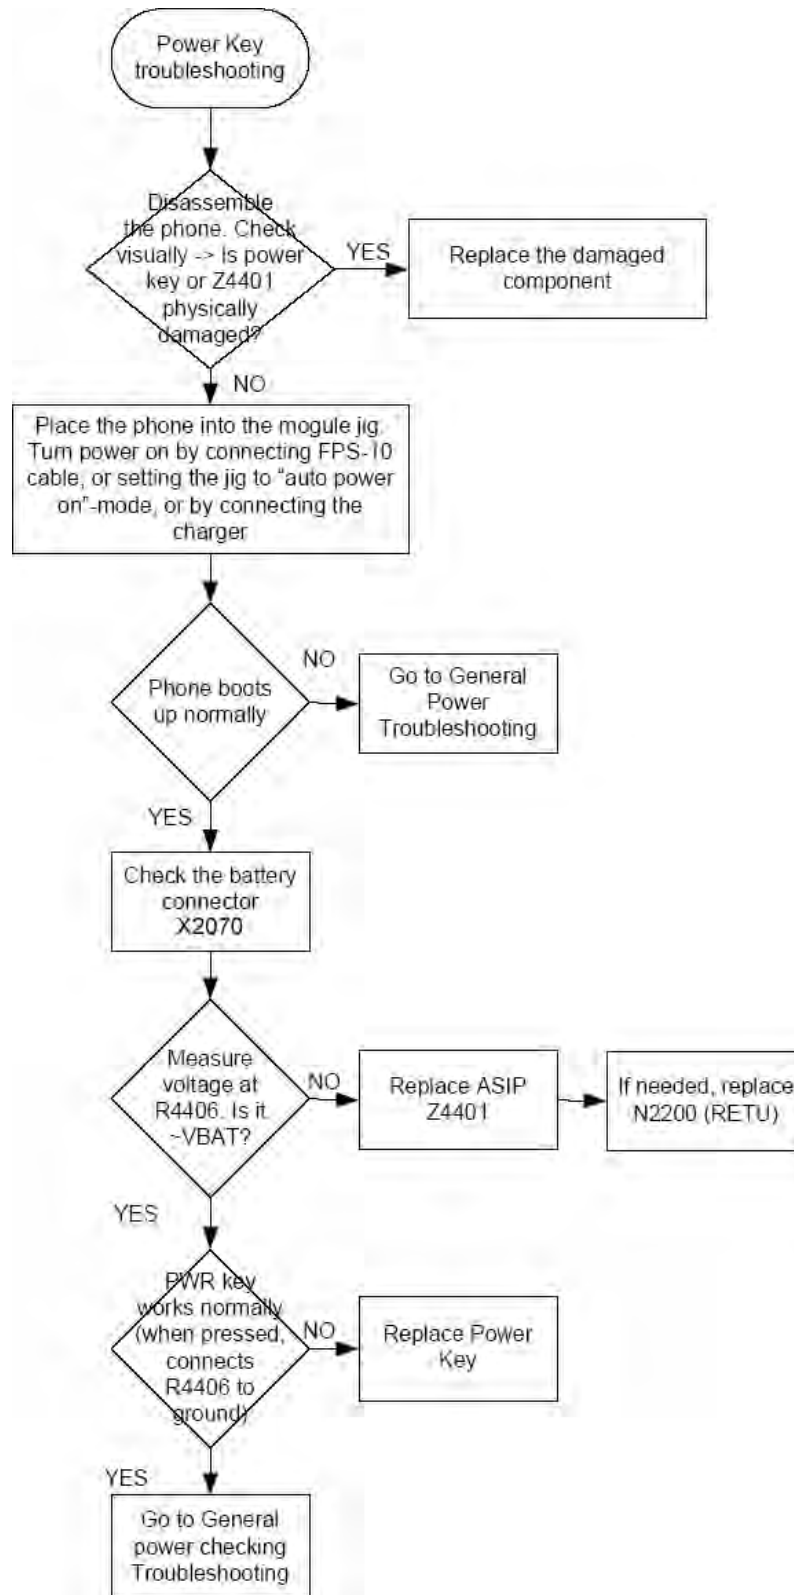 Power Key
troubleshooting
Disassemble
the phone. Check
visually -> Is power
key or Z4401
physically
damaged?
YES
Replace the damaged
component
NO
Place the phone into the mogule jig.
Turn power on by connecting FPS-10
cable, or setting the jig to “auto power
on”-mode, or by connecting the
charger
Phone boots
up normally
NO
Go to General
Power
Troubleshooting
YES
Check the battery
connector
X2070
Measure
voltage at
R4406. Is it
~VBAT?
NO
Replace ASIP
Z4401
If needed, replace
N2200 (RETU)
YES
PWR key
works normally
(when pressed,
connects
R4406 to
ground)
NO
Replace Power
Key
YES
Go to General
power checking
Troubleshooting